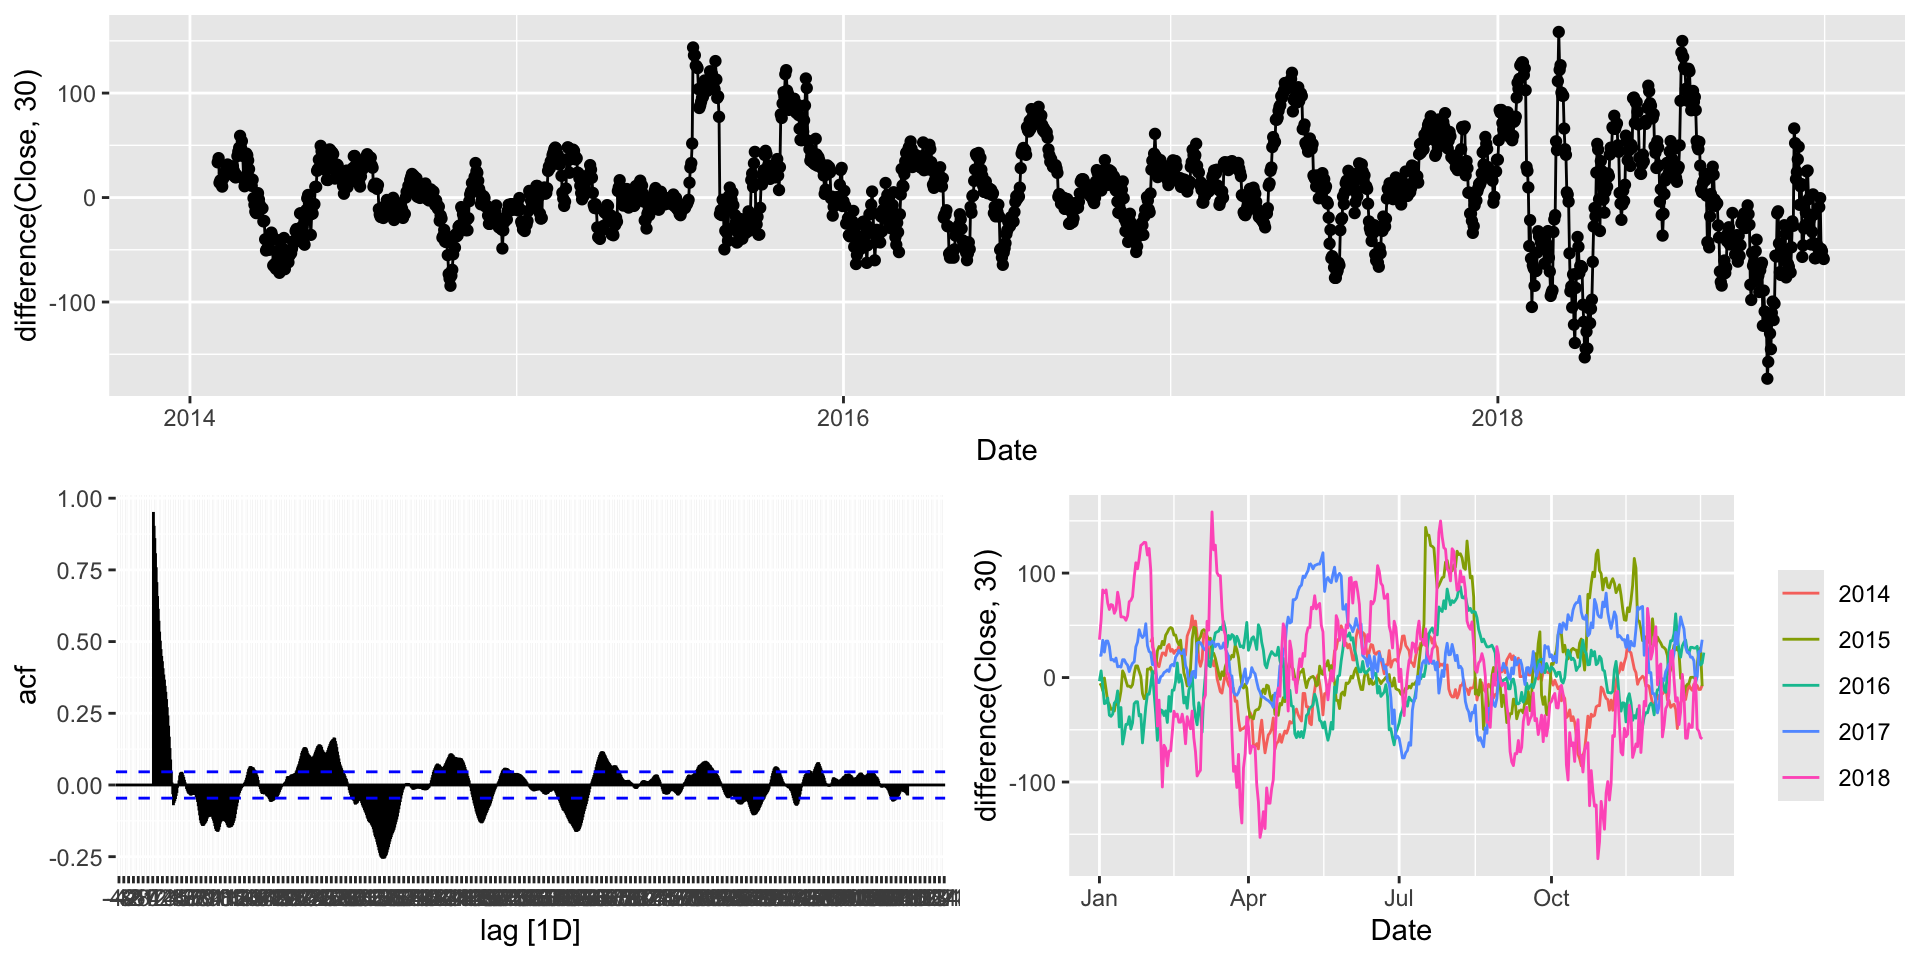 difference(Close, 30)
100
0
-100
2014
2016
2018
Date
acf
1.00
0.75
0.50
0.25
0.00
-0.25
lag [1D]
difference(Close, 30)
100
0
-100
Jan
Apr
Jul
Oct
Date
2014
2015
2016
2017
2018